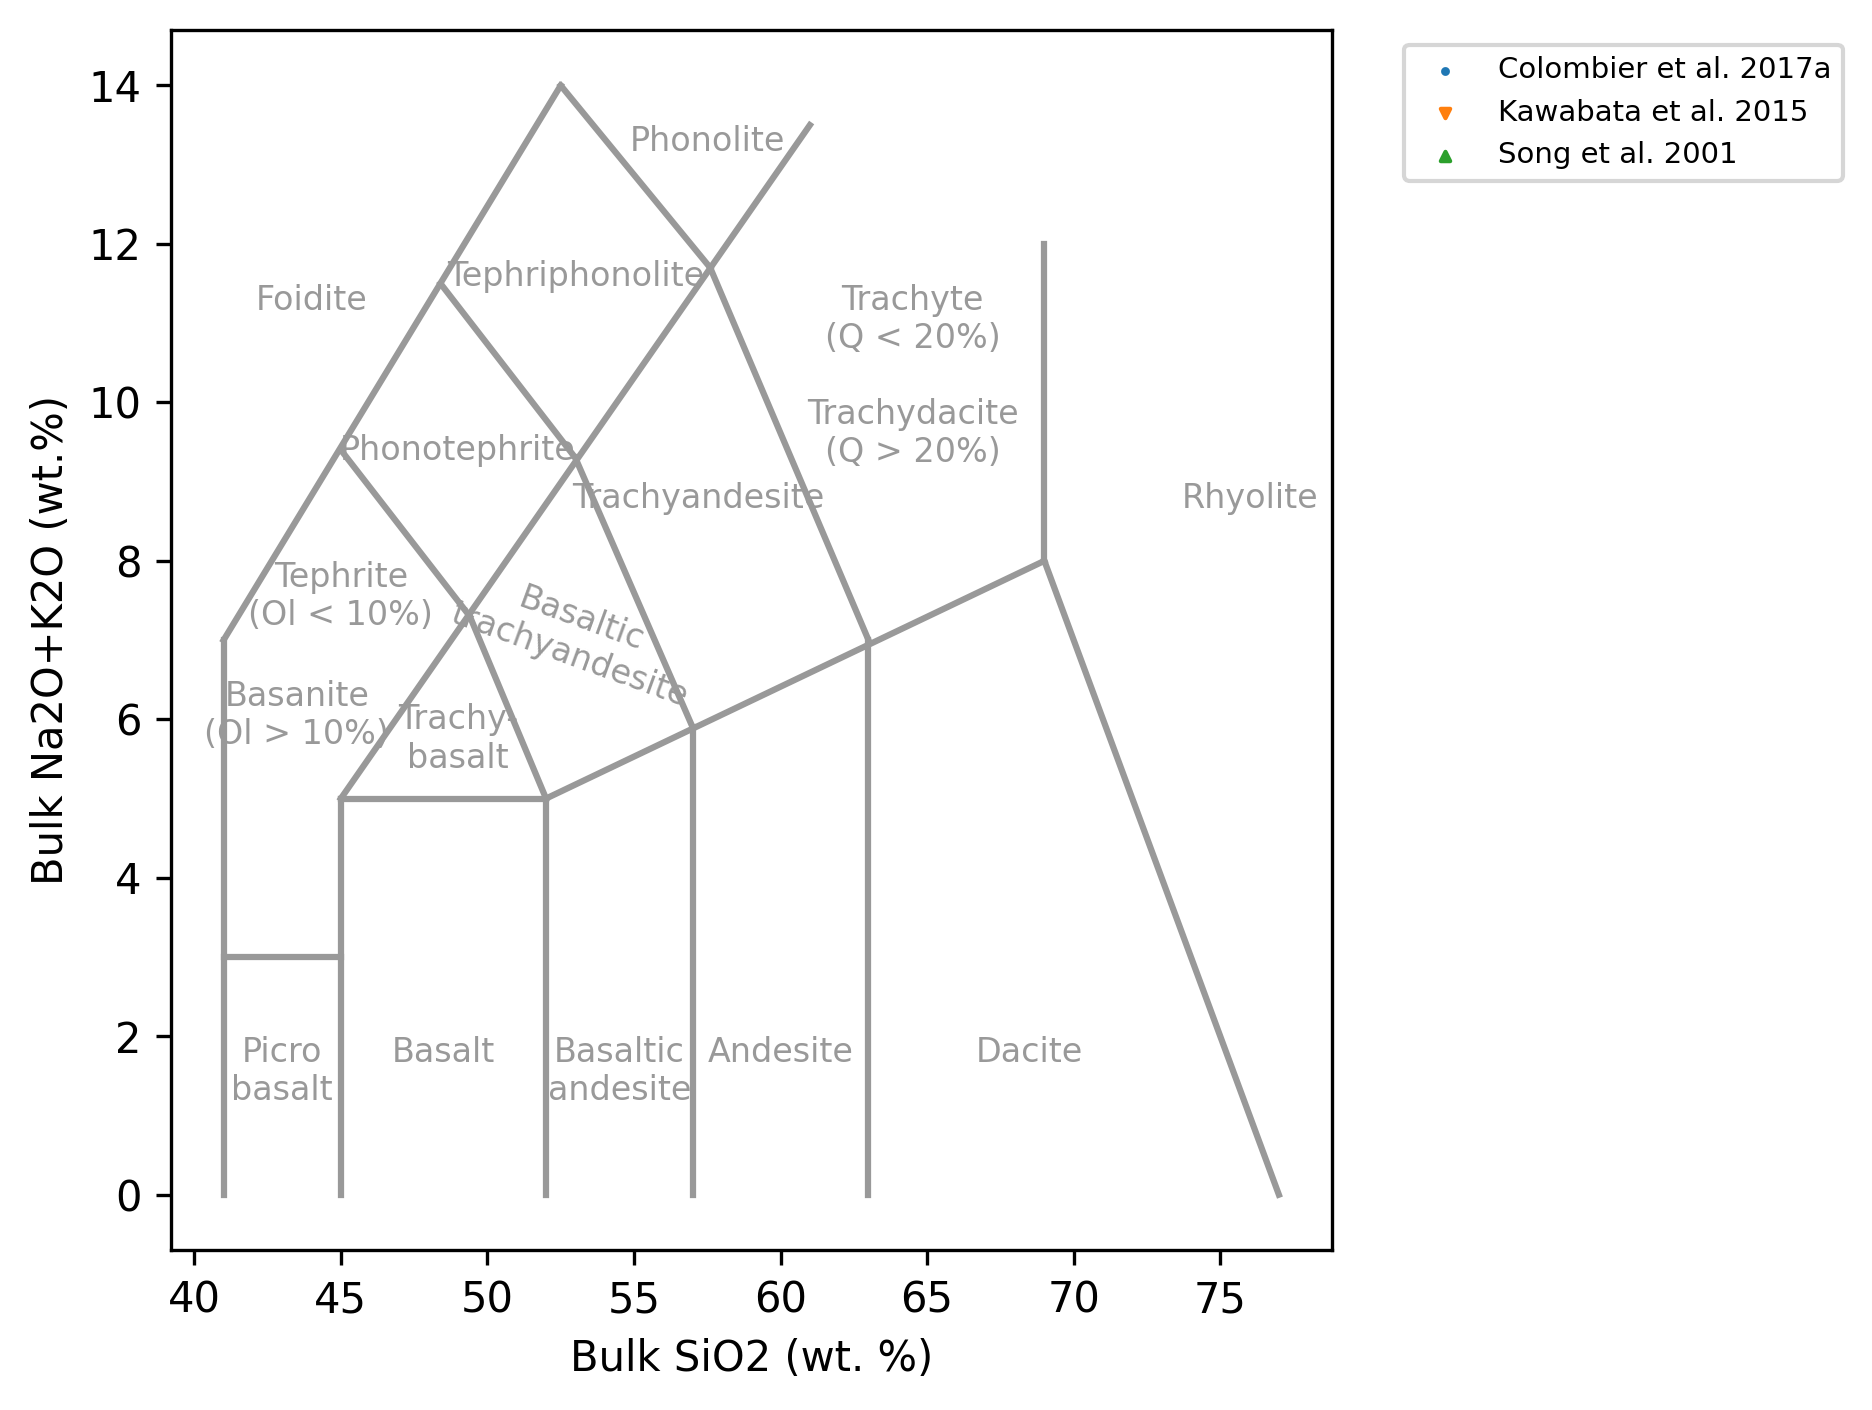 14
12
10
8
6
4
2
0
Bulk Na2O+K2O (wt.%)
Phonolite
Tephriphonolite
Foidite
Trachyte
(Q < 20%)
Trachydacite
(Q > 20%)
Phonotephrite
Trachyandesite
Rhyolite
Tephrite
(Ol < 10%)
Basaltic
trachyandesite
Basanite
(Ol > 10%)
Trachy-
basalt
Picro
basalt
Basalt
Basaltic
andesite
Andesite
Dacite
40 45 50 55 60 65 70 75
Bulk SiO2 (wt. %)
Colombier et al. 2017a
Kawabata et al. 2015
Song et al. 2001